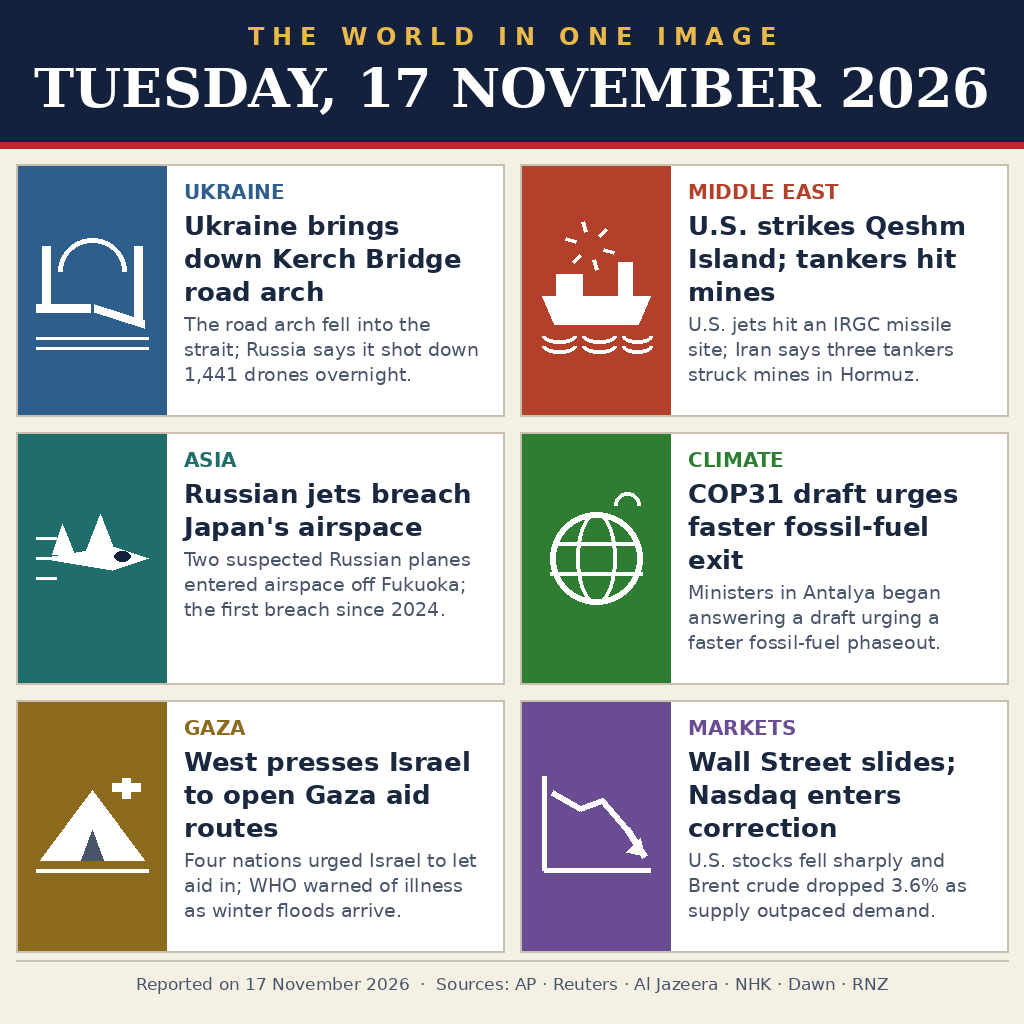 THE WORLD IN ONE IMAGE
TUESDAY, 17 NOVEMBER 2026
UKRAINE
Ukraine brings
down Kerch Bridge
road arch
The road arch fell into the
strait; Russia says it shot down
1,441 drones overnight.
MIDDLE EAST
U.S. strikes Qeshm
Island; tankers hit
mines
U.S. jets hit an IRGC missile
site; Iran says three tankers
struck mines in Hormuz.
ASIA
Russian jets breach
Japan's airspace
Two suspected Russian planes
entered airspace off Fukuoka;
the first breach since 2024.
CLIMATE
COP31 draft urges
faster fossil-fuel
exit
Ministers in Antalya began
answering a draft urging a
faster fossil-fuel phaseout.
GAZA
West presses Israel
to open Gaza aid
routes
Four nations urged Israel to let
aid in; WHO warned of illness
as winter floods arrive.
MARKETS
Wall Street slides;
Nasdaq enters
correction
U.S. stocks fell sharply and
Brent crude dropped 3.6% as
supply outpaced demand.
Reported on 17 November 2026 · Sources: AP · Reuters · Al Jazeera · NHK · Dawn · RNZ